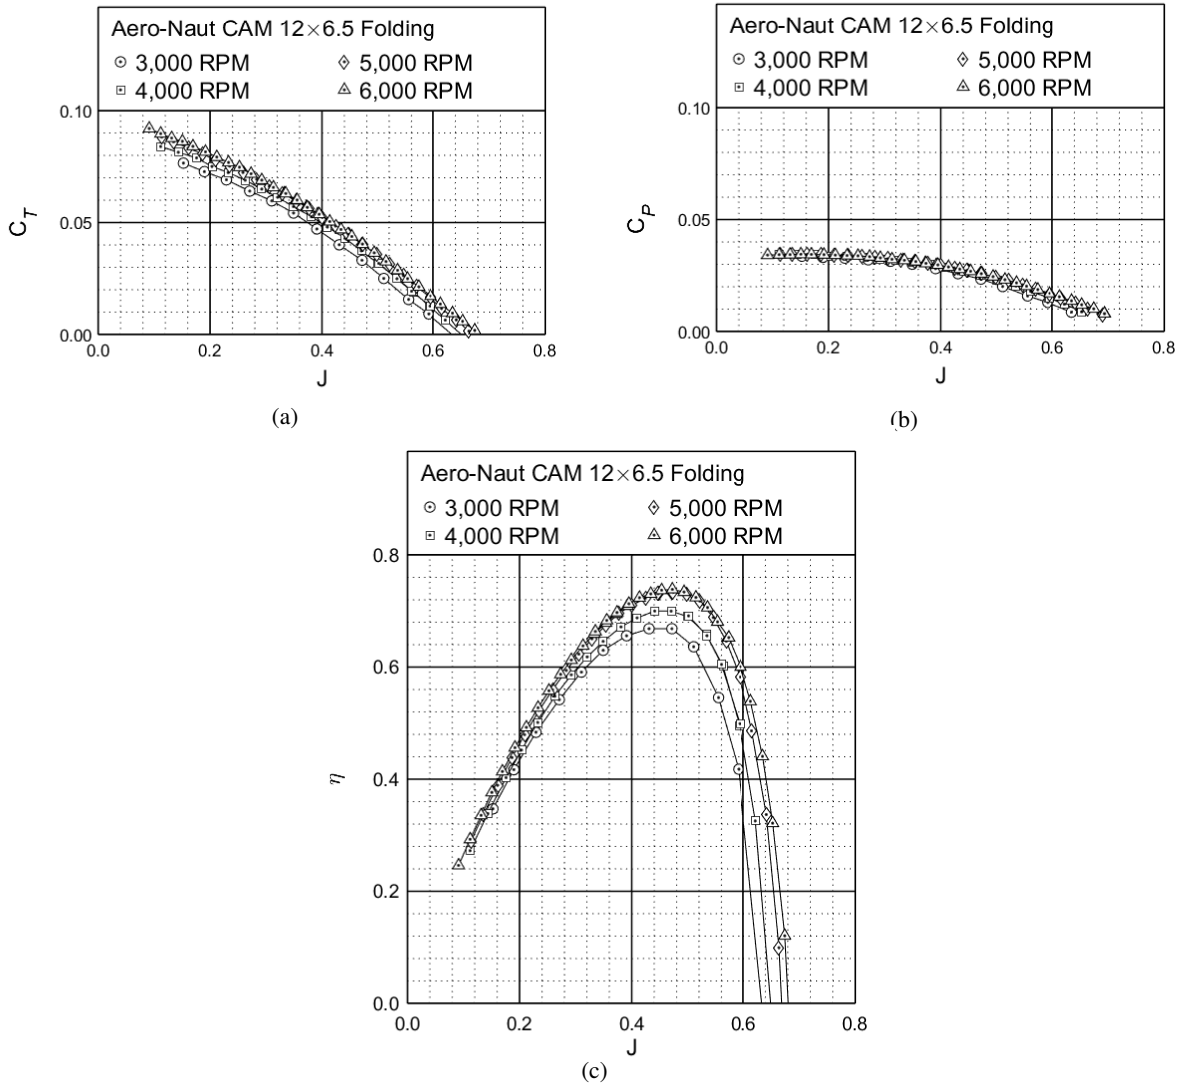 Aero-Naut CAM 12×6.5 Folding
3,000 RPM 5,000 RPM
4,000 RPM 6,000 RPM
0.10
0.05
0.00
C_T
0.0 0.2 0.4 0.6 0.8
J
(a)
Aero-Naut CAM 12×6.5 Folding
3,000 RPM 5,000 RPM
4,000 RPM 6,000 RPM
0.10
0.05
0.00
C_P
0.0 0.2 0.4 0.6 0.8
J
(b)
Aero-Naut CAM 12×6.5 Folding
3,000 RPM 5,000 RPM
4,000 RPM 6,000 RPM
0.8
0.6
0.4
0.2
0.0
η
0.0 0.2 0.4 0.6 0.8
J
(c)